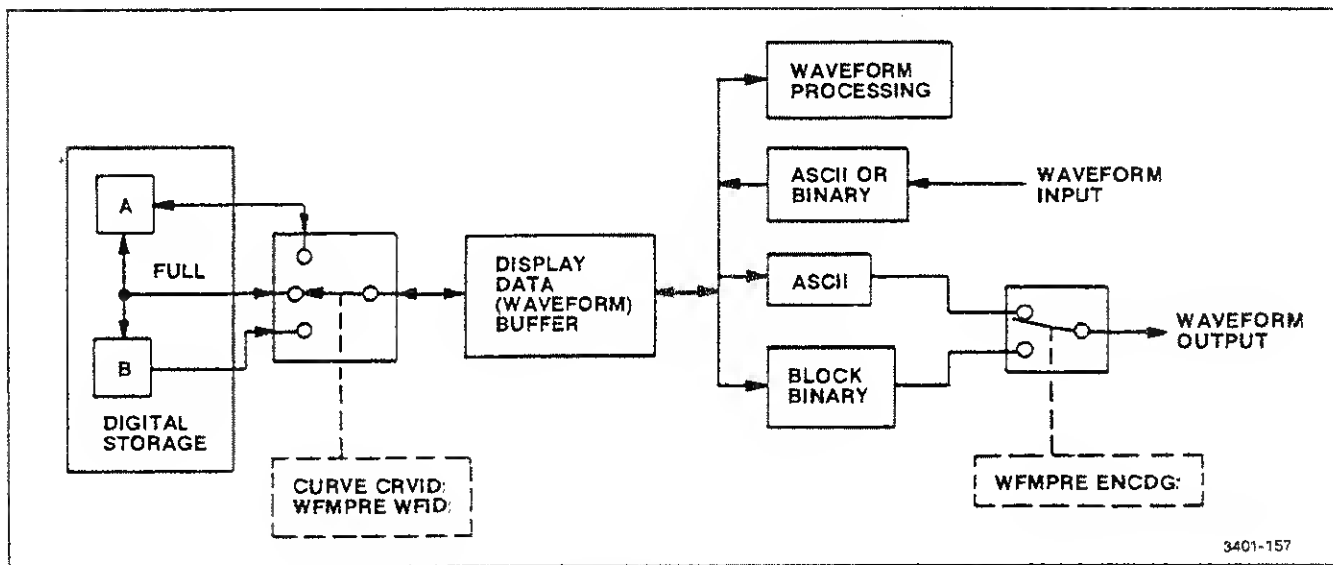 WAVEFORM
PROCESSING
ASCII OR
BINARY
WAVEFORM
INPUT
A
FULL
DISPLAY
DATA
(WAVEFORM)
BUFFER
ASCII
WAVEFORM
OUTPUT
B
BLOCK
BINARY
DIGITAL
STORAGE
CURVE CRVID:
WFMPRE WFID:
WFMPRE ENCDG:
3401-157